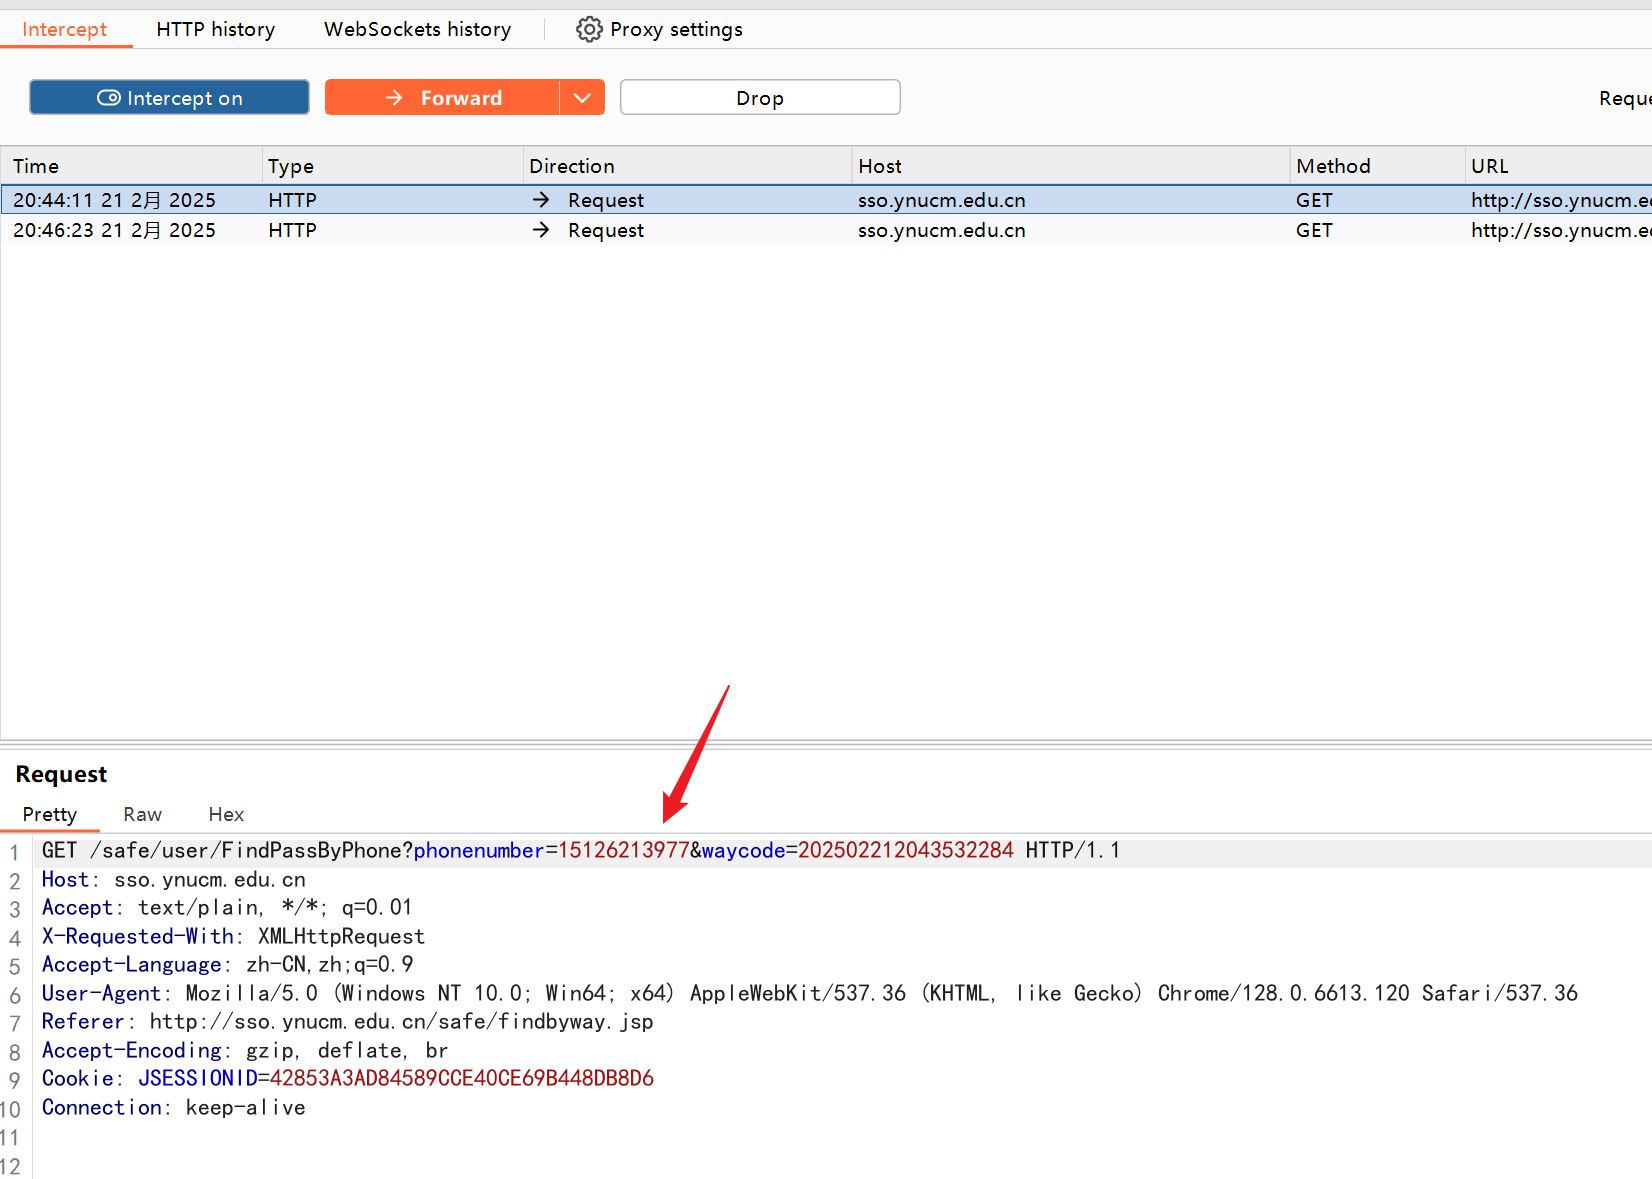 Intercept HTTP history WebSockets history Proxy settings
Intercept on Forward Drop Reque
Time Type Direction Host Method URL
20:44:11 21 2月 2025 HTTP → Request sso.ynucm.edu.cn GET http://sso.ynucm.e
20:46:23 21 2月 2025 HTTP → Request sso.ynucm.edu.cn GET http://sso.ynucm.e
Request
Pretty Raw Hex
1 GET /safe/user/FindPassByPhone?phonenumber=15126213977&waycode=202502212043532284 HTTP/1.1
2 Host: sso.ynucm.edu.cn
3 Accept: text/plain, */*; q=0.01
4 X-Requested-With: XMLHttpRequest
5 Accept-Language: zh-CN,zh;q=0.9
6 User-Agent: Mozilla/5.0 (Windows NT 10.0; Win64; x64) AppleWebKit/537.36 (KHTML, like Gecko) Chrome/128.0.6613.120 Safari/537.36
7 Referer: http://sso.ynucm.edu.cn/safe/findbyway.jsp
8 Accept-Encoding: gzip, deflate, br
9 Cookie: JSESSIONID=42853A3AD84589CCE40CE69B448DB8D6
10 Connection: keep-alive
11
12